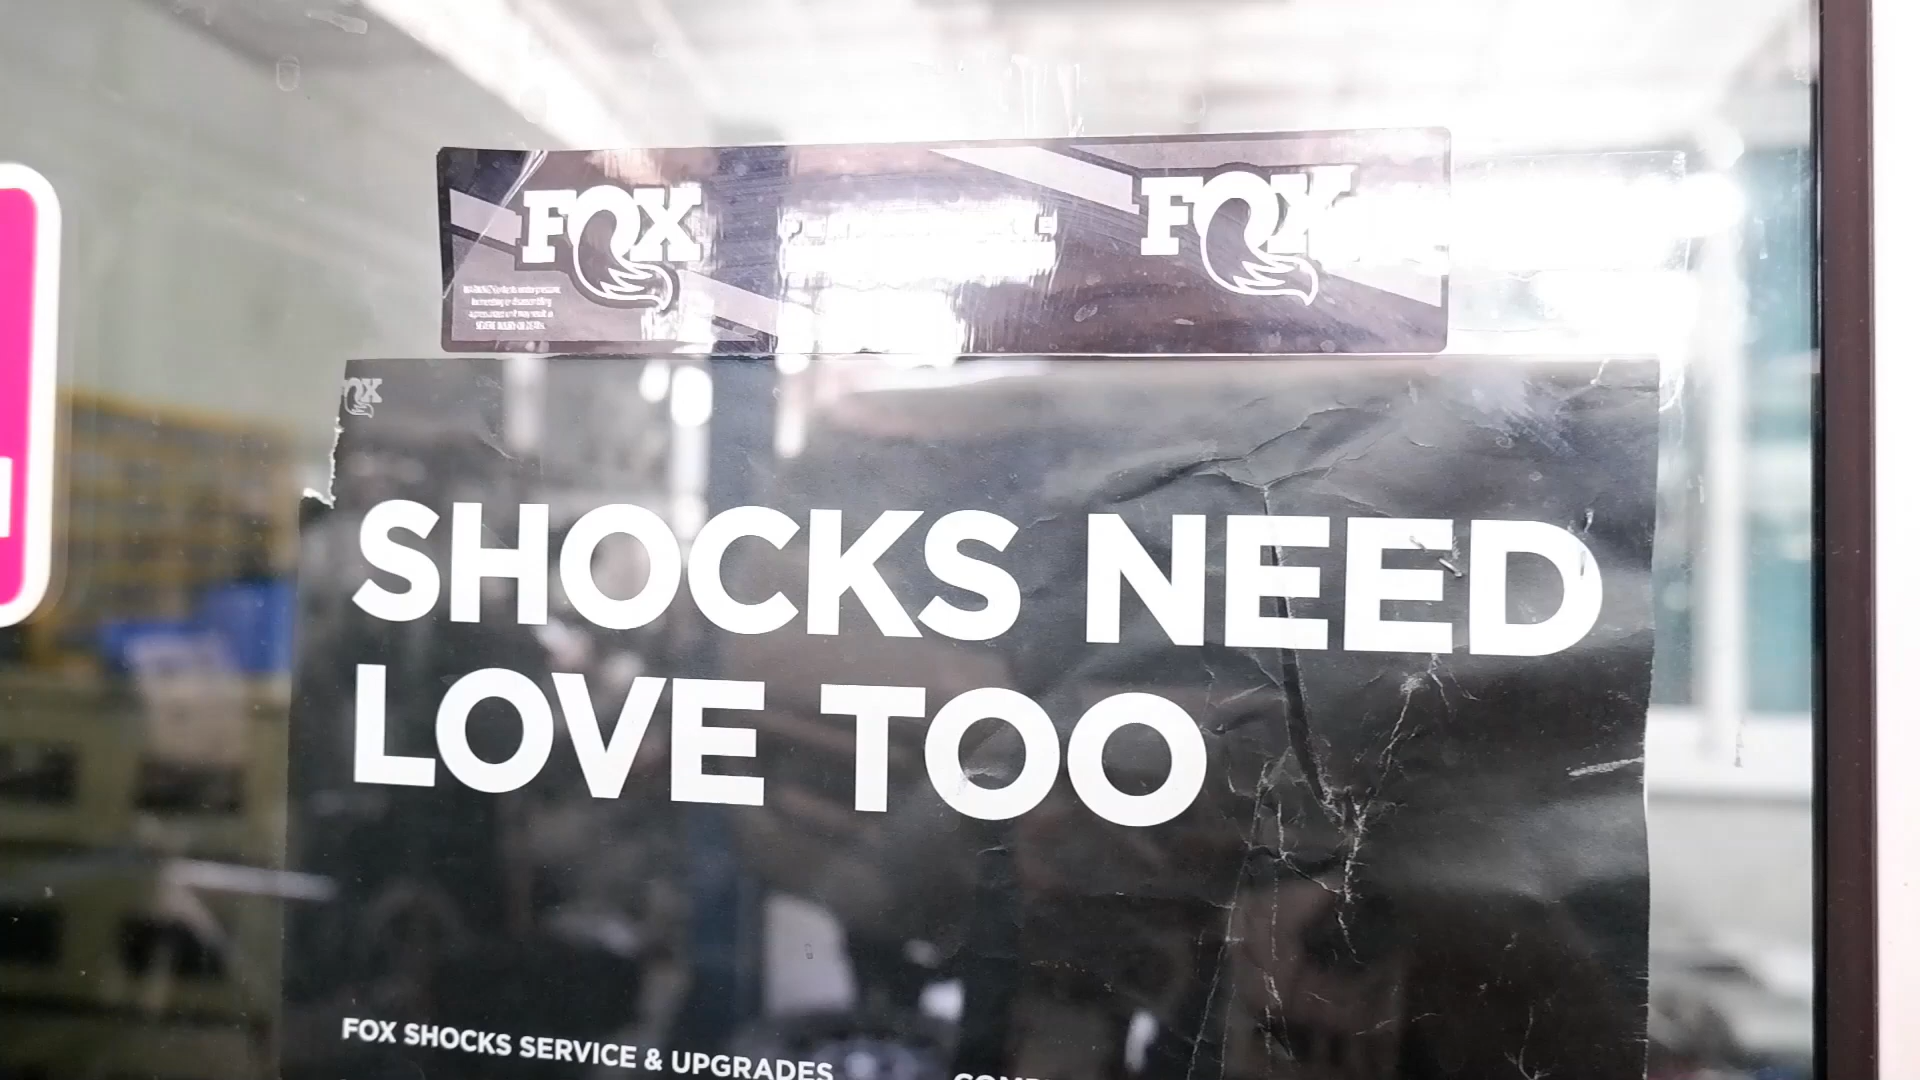 FOX
FOX
SHOCKS NEED
LOVE TOO
FOX SHOCKS SERVICE & UPGRADES